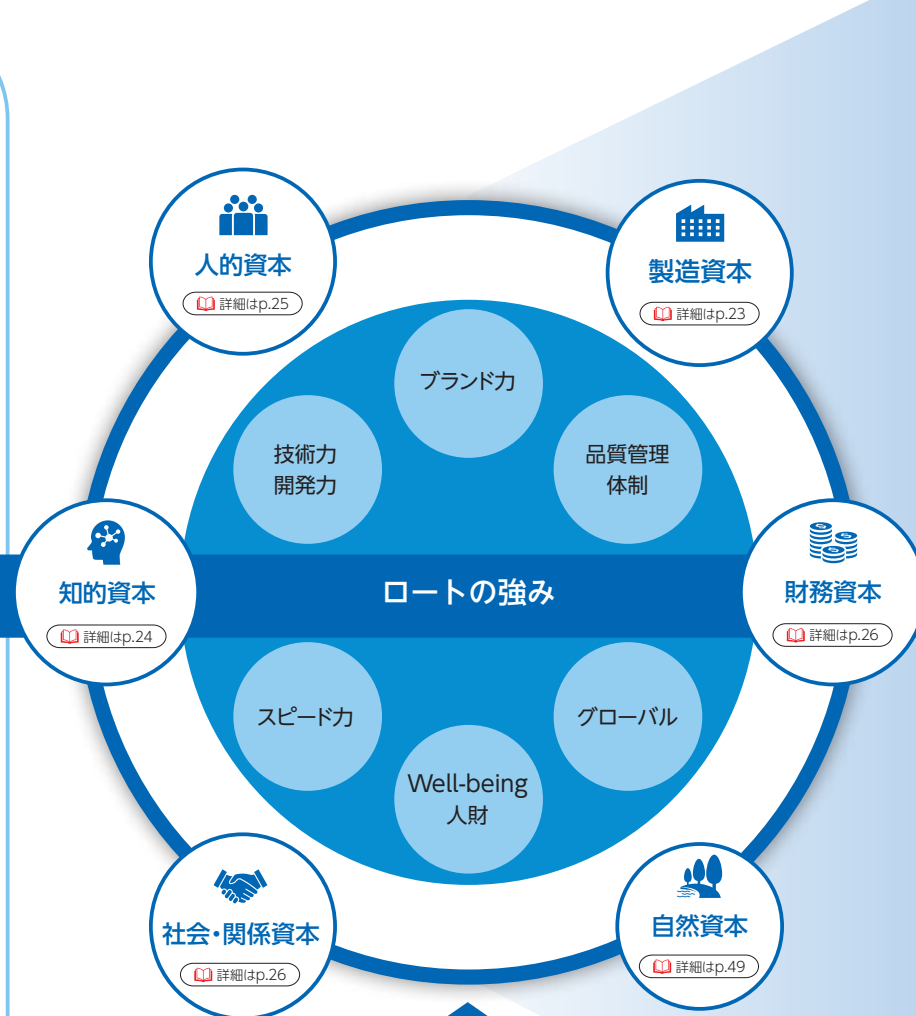 人的資本
詳細はp.25
製造資本
詳細はp.23
ブランド力
技術力
開発力
品質管理
体制
知的資本
詳細はp.24
ロートの強み
財務資本
詳細はp.26
スピード力
グローバル
Well-being
人財
社会・関係資本
詳細はp.26
自然資本
詳細はp.49